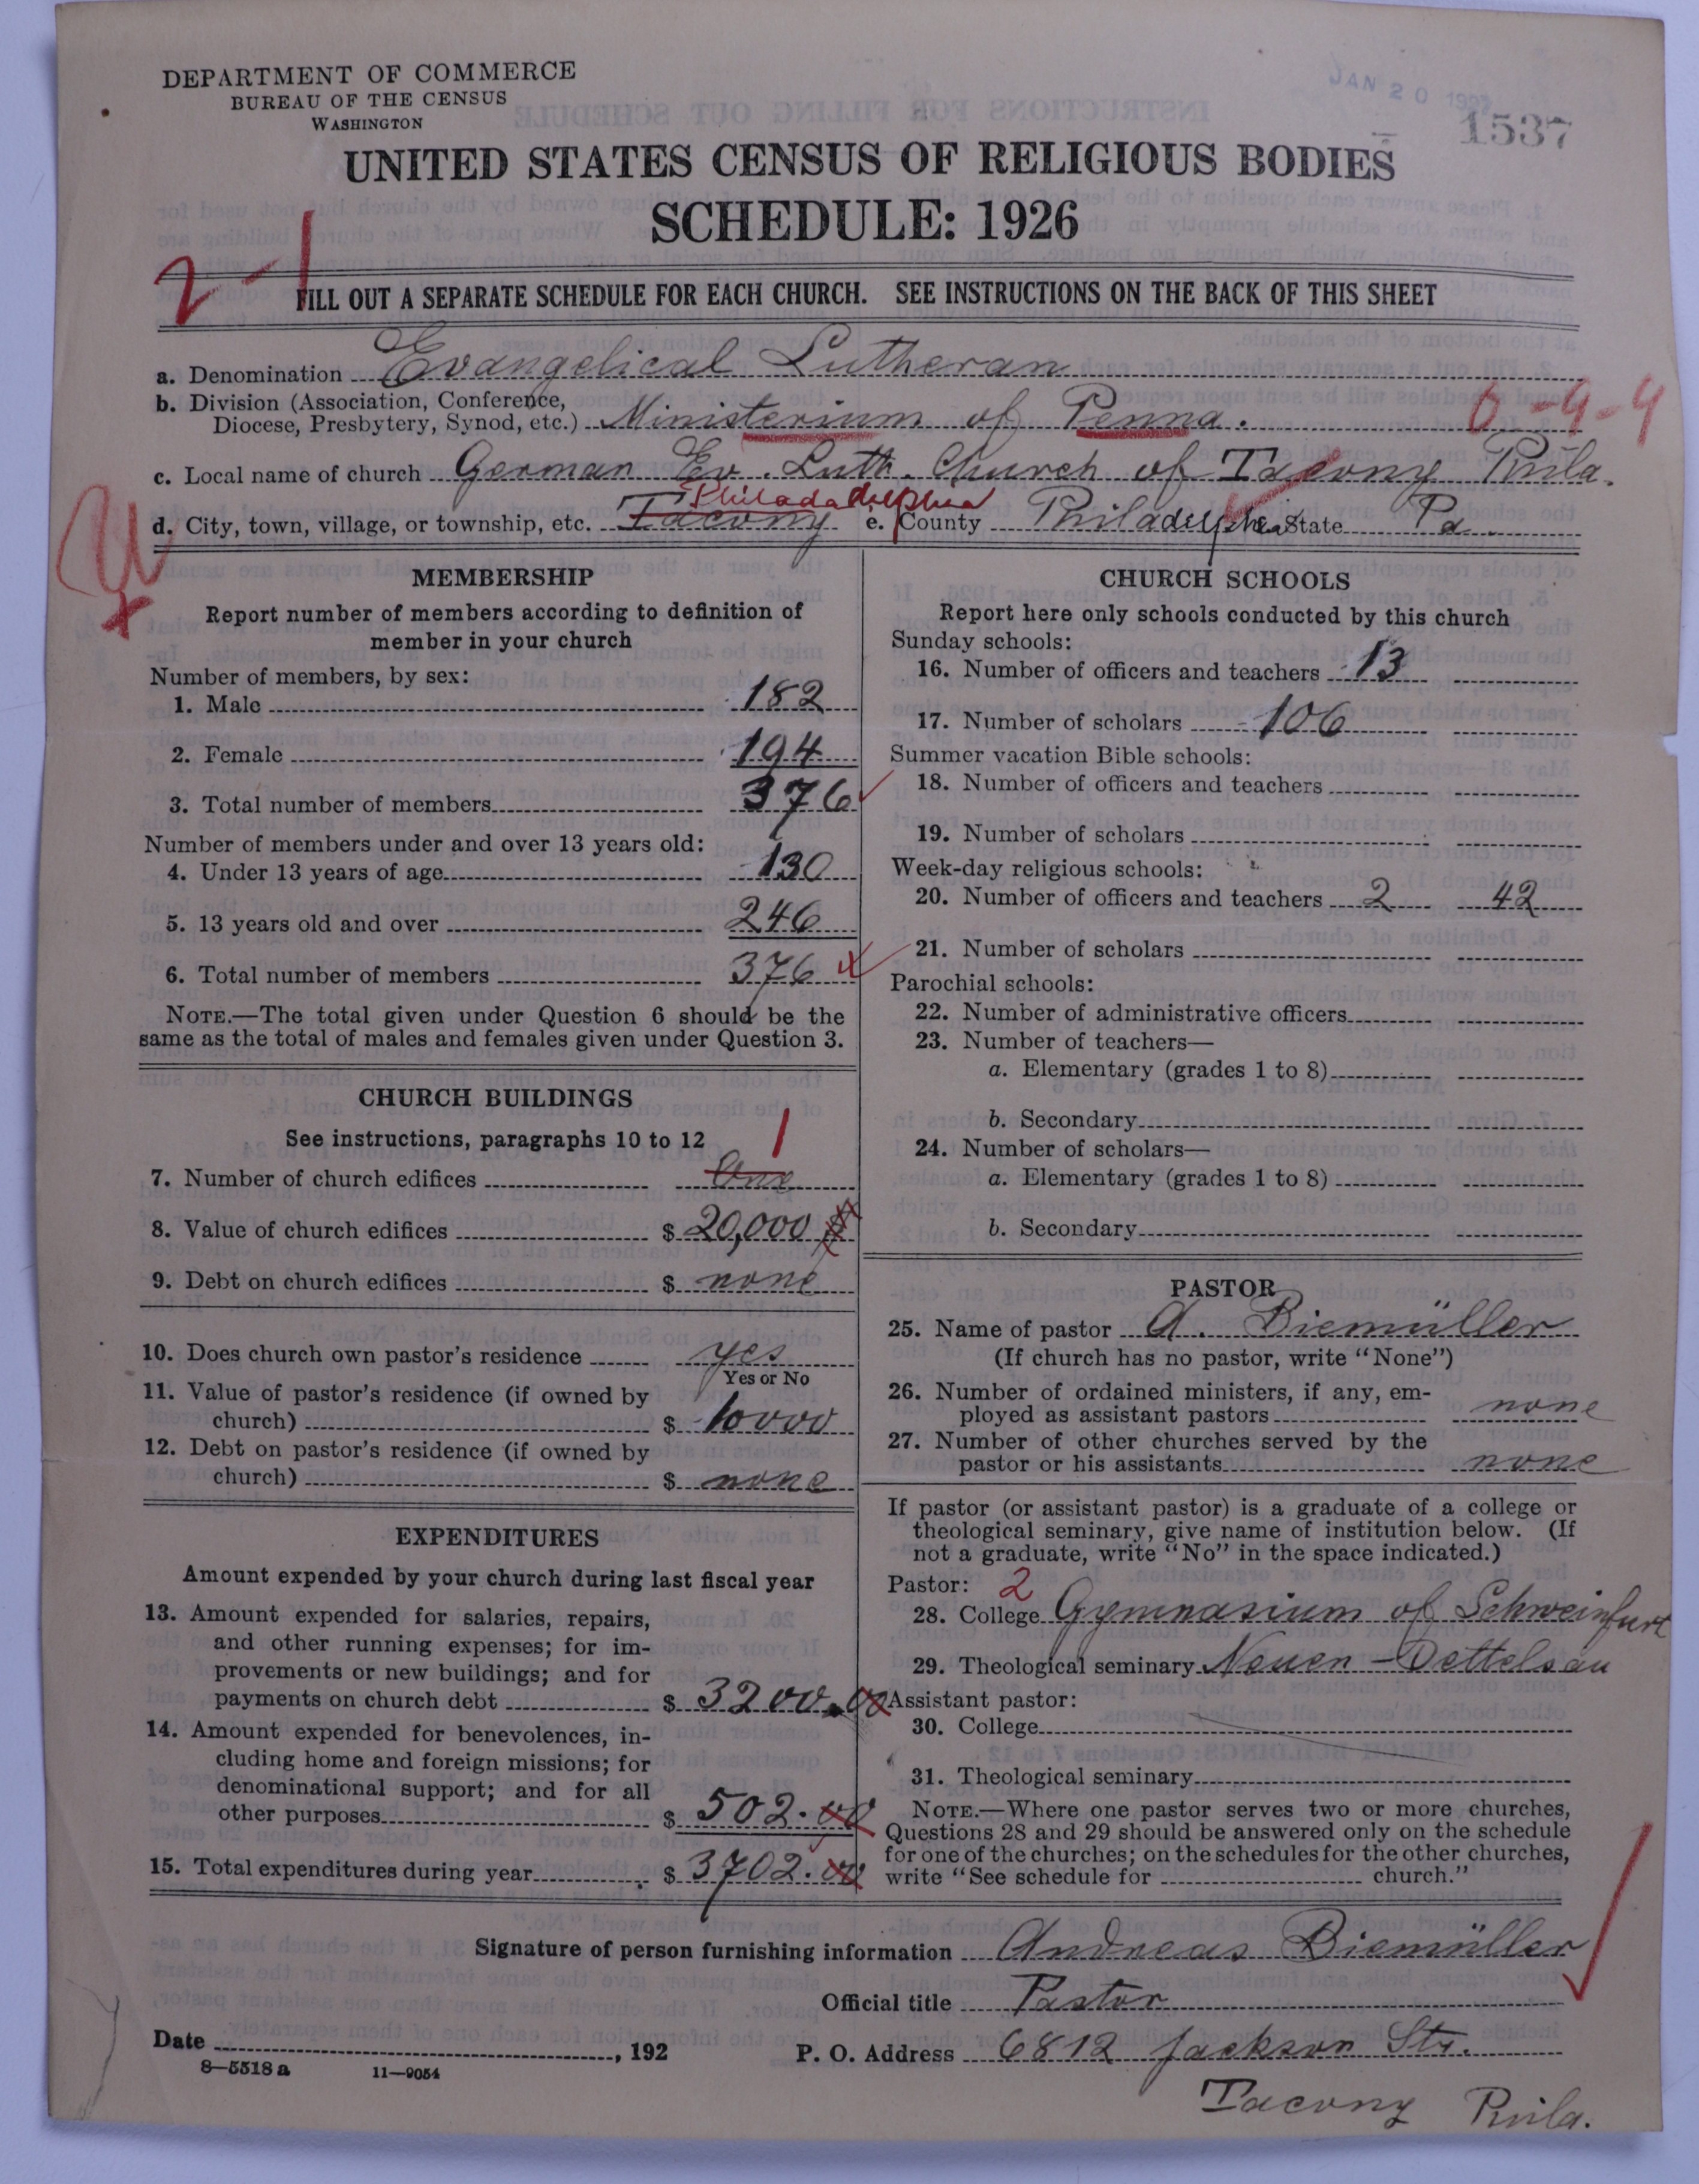 DEPARTMENT OF COMMERCE
BUREAU OF THE CENSUS
WASHINGTON
JAN 20 192
1537
UNITED STATES CENSUS OF RELIGIOUS BODIES
SCHEDULE: 1926
2-1
FILL OUT A SEPARATE SCHEDULE FOR EACH CHURCH. SEE INSTRUCTIONS ON THE BACK OF THIS SHEET
a. Denomination Evangelical Lutheran
b. Division (Association, Conference,
Diocese, Presbytery, Synod, etc.) Ministerium of Penna. 0-9-4
c. Local name of church German Ev. Luth. Church of Tacony Phila.
d. City, town, village, or township, etc. Tacony Philadadelphia e. County Philadelphia State Pa.
MEMBERSHIP
Report number of members according to definition of
member in your church
Number of members, by sex:
1. Male 182
2. Female 194
3. Total number of members 376
Number of members under and over 13 years old:
4. Under 13 years of age 130
5. 13 years old and over 246
6. Total number of members 376
NOTE.—The total given under Question 6 should be the
same as the total of males and females given under Question 3.
CHURCH BUILDINGS
See instructions, paragraphs 10 to 12
1
7. Number of church edifices One
8. Value of church edifices $ 20,000
9. Debt on church edifices $ none
10. Does church own pastor's residence yes
Yes or No
11. Value of pastor's residence (if owned by
church) $ 10000
12. Debt on pastor's residence (if owned by
church) $ none
EXPENDITURES
Amount expended by your church during last fiscal year
13. Amount expended for salaries, repairs,
and other running expenses; for im-
provements or new buildings; and for
payments on church debt $ 3200.00
14. Amount expended for benevolences, in-
cluding home and foreign missions; for
denominational support; and for all
other purposes $ 502.00
15. Total expenditures during year $ 3702.00
CHURCH SCHOOLS
Report here only schools conducted by this church
Sunday schools:
16. Number of officers and teachers 13
17. Number of scholars 106
Summer vacation Bible schools:
18. Number of officers and teachers
19. Number of scholars
Week-day religious schools:
20. Number of officers and teachers 2 42
21. Number of scholars
Parochial schools:
22. Number of administrative officers
23. Number of teachers—
a. Elementary (grades 1 to 8)
b. Secondary
24. Number of scholars—
a. Elementary (grades 1 to 8)
b. Secondary
PASTOR
25. Name of pastor A. Biemüller
(If church has no pastor, write "None")
26. Number of ordained ministers, if any, em-
ployed as assistant pastors none
27. Number of other churches served by the
pastor or his assistants none
If pastor (or assistant pastor) is a graduate of a college or
theological seminary, give name of institution below. (If
not a graduate, write "No" in the space indicated.)
Pastor: 2
28. College Gymnasium of Schweinfurt
29. Theological seminary Neuen-Dettelsau
Assistant pastor:
30. College
31. Theological seminary
NOTE.—Where one pastor serves two or more churches,
Questions 28 and 29 should be answered only on the schedule
for one of the churches; on the schedules for the other churches,
write "See schedule for church."
Signature of person furnishing information Andreas Biemüller
Official title Pastor
Date , 192 P. O. Address 6812 Jackson Str.
8—5518 a 11—9054
Tacony Phila.